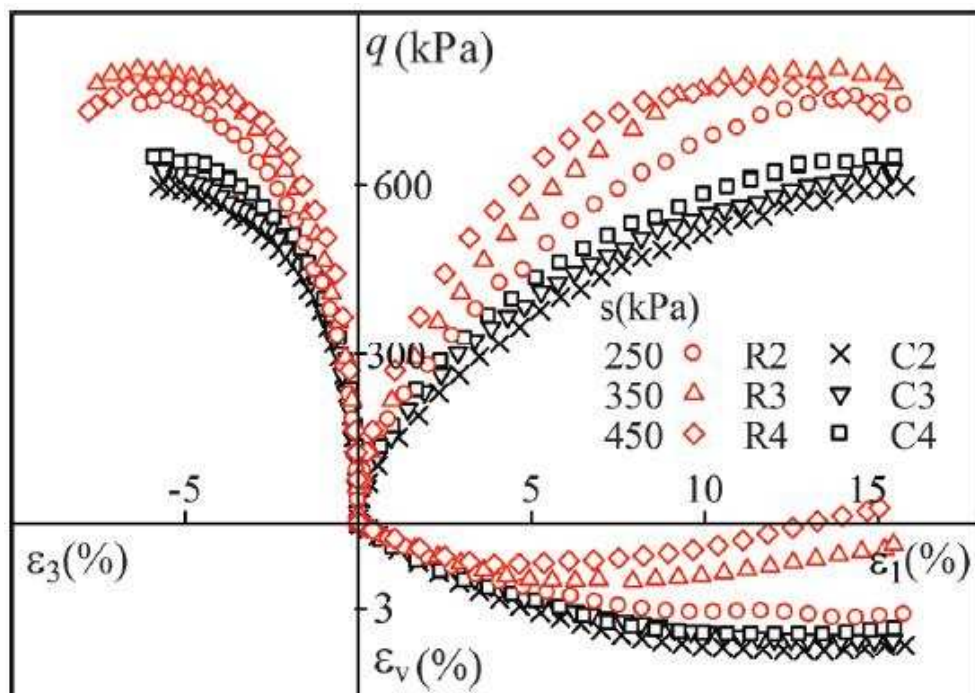 q (kPa)
600
s(kPa)
300
250 R2 C2
350 R3 C3
450 R4 C4
-5 5 10 15
ε₃(%) ε₁(%)
3
εᵥ(%)